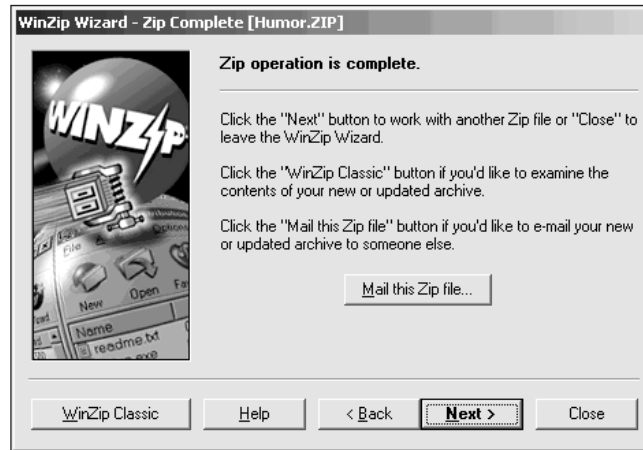 WinZip Wizard - Zip Complete [Humor.ZIP]
WINZIP
File
Options
New
Open
Name
readme.txt
Zip operation is complete.
Click the "Next" button to work with another Zip file or "Close" to
leave the WinZip Wizard.
Click the "WinZip Classic" button if you'd like to examine the
contents of your new or updated archive.
Click the "Mail this Zip file" button if you'd like to e-mail your new
or updated archive to someone else.
Mail this Zip file...
WinZip Classic
Help
< Back
Next >
Close